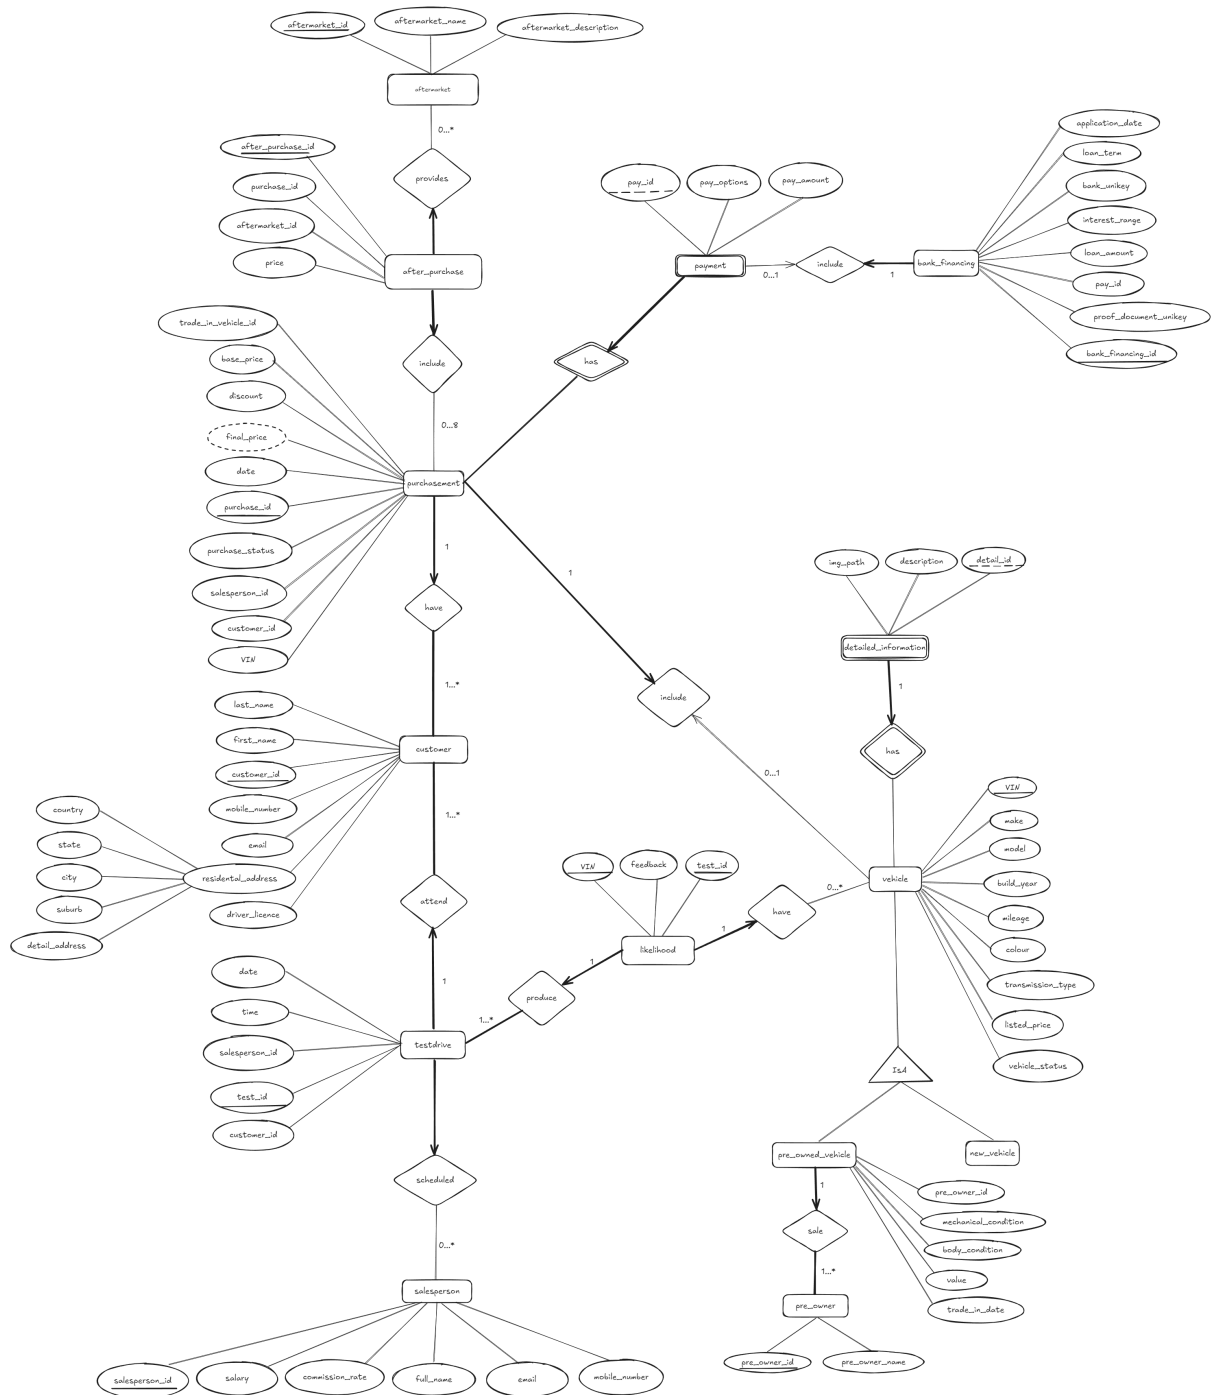 aftermarket_id
aftermarket_name
aftermarket_description
aftermarket
0...*
provides
after_purchase_id
purchase_id
aftermarket_id
price
after_purchase
include
0...8
pay_id
pay_options
pay_amount
payment
0...1
include
1
bank_financing
application_date
loan_term
bank_unikey
interest_range
loan_amount
pay_id
proof_document_unikey
bank_financing_id
has
trade_in_vehicle_id
base_price
discount
final_price
date
purchase_id
purchase_status
salesperson_id
customer_id
VIN
purchasement
1
have
1...*
1
include
0...1
img_path
description
detail_id
detailed_information
1
has
last_name
first_name
customer_id
mobile_number
email
residental_address
driver_licence
customer
country
state
city
suburb
detail_address
1...*
attend
1
VIN
feedback
test_id
likelihood
1
have
0...*
1
produce
1...*
vehicle
VIN
make
model
build_year
mileage
colour
transmission_type
listed_price
vehicle_status
date
time
salesperson_id
test_id
customer_id
testdrive
scheduled
0...*
salesperson
salesperson_id
salary
commission_rate
full_name
email
mobile_number
IsA
pre_owned_vehicle
new_vehicle
1
sale
1...*
pre_owner_id
mechanical_condition
body_condition
value
trade_in_date
pre_owner
pre_owner_id
pre_owner_name